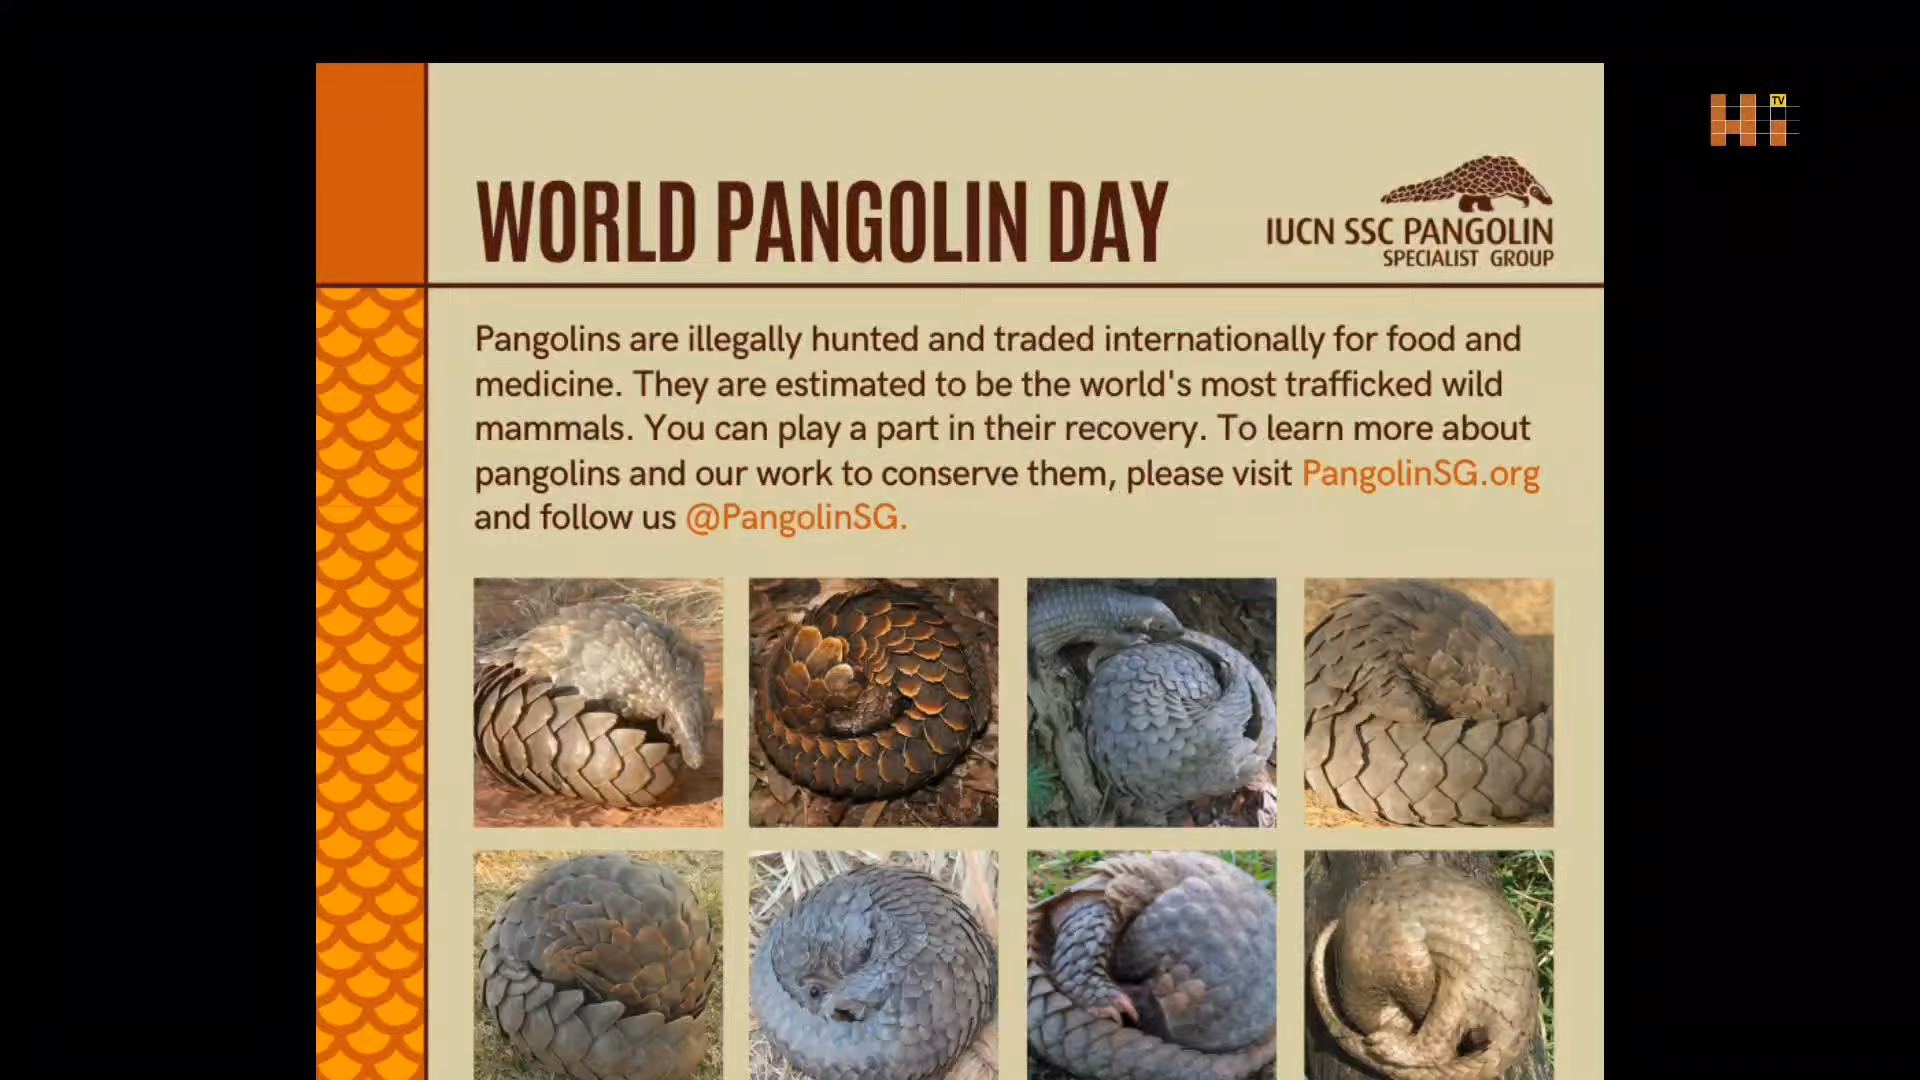 TV
Hi
WORLD PANGOLIN DAY
IUCN SSC PANGOLIN
SPECIALIST GROUP
Pangolins are illegally hunted and traded internationally for food and
medicine. They are estimated to be the world's most trafficked wild
mammals. You can play a part in their recovery. To learn more about
pangolins and our work to conserve them, please visit PangolinSG.org
and follow us @PangolinSG.